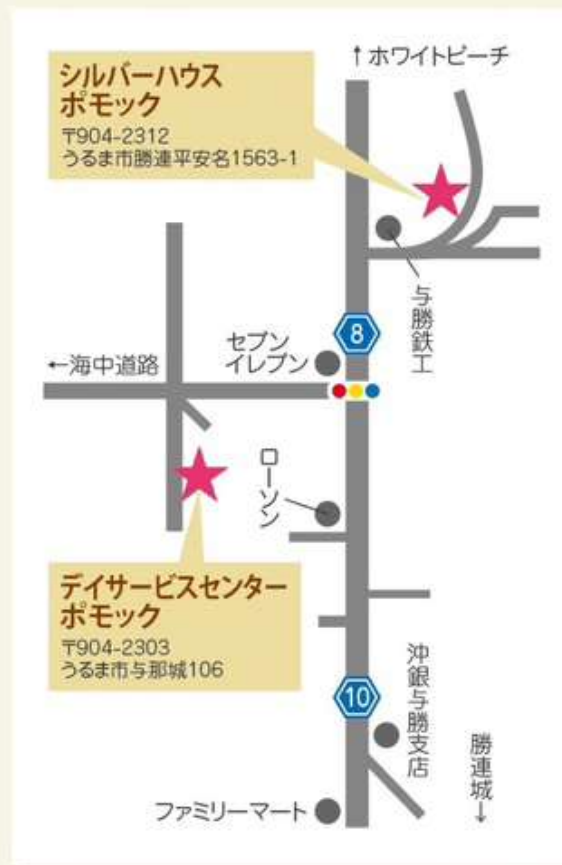 ↑ホワイトビーチ
シルバーハウス
ポモック
〒904-2312
うるま市勝連平安名1563-1
与勝鉄工
8
セブン
イレブン
←海中道路
ローソン
デイサービスセンター
ポモック
〒904-2303
うるま市与那城106
10
沖銀与勝支店
勝連城→
ファミリーマート